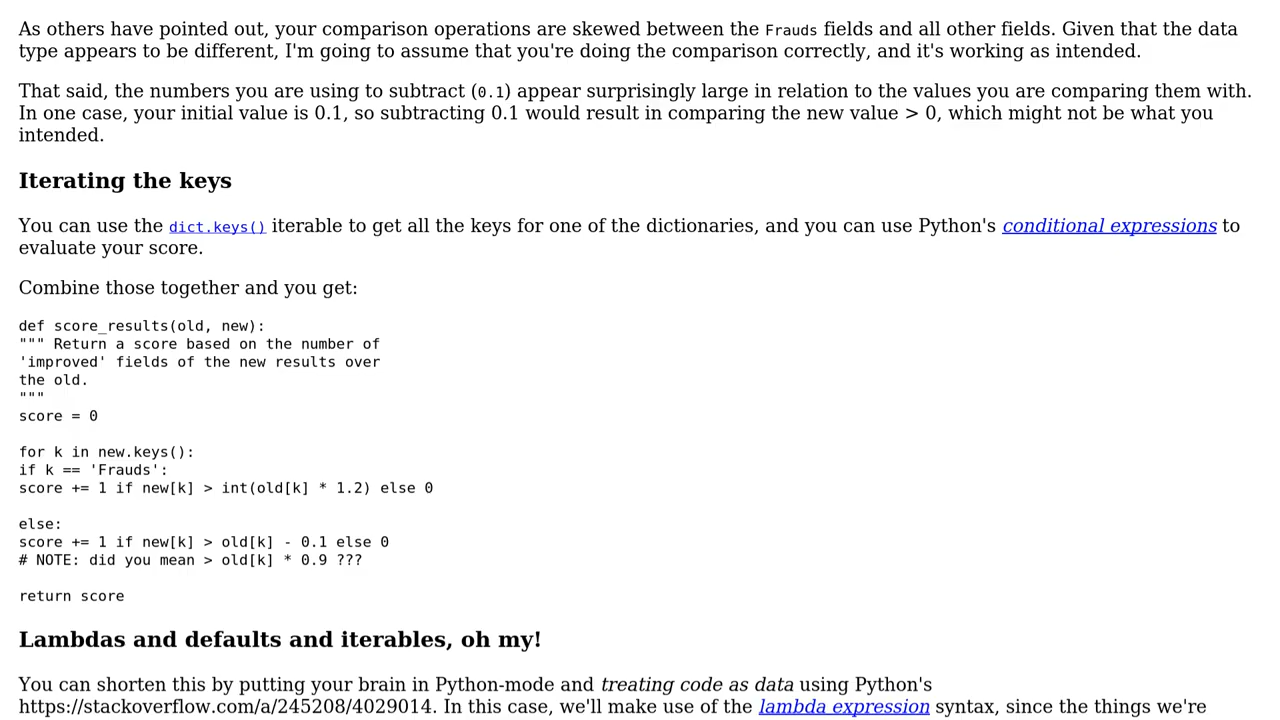 As others have pointed out, your comparison operations are skewed between the Frauds fields and all other fields. Given that the data
type appears to be different, I'm going to assume that you're doing the comparison correctly, and it's working as intended.
That said, the numbers you are using to subtract (0.1) appear surprisingly large in relation to the values you are comparing them with.
In one case, your initial value is 0.1, so subtracting 0.1 would result in comparing the new value > 0, which might not be what you
intended.
Iterating the keys
You can use the dict.keys() iterable to get all the keys for one of the dictionaries, and you can use Python's conditional expressions to
evaluate your score.
Combine those together and you get:
def score_results(old, new):
""" Return a score based on the number of
'improved' fields of the new results over
the old.
"""
score = 0
for k in new.keys():
if k == 'Frauds':
score += 1 if new[k] > int(old[k] * 1.2) else 0
else:
score += 1 if new[k] > old[k] - 0.1 else 0
# NOTE: did you mean > old[k] * 0.9 ???
return score
Lambdas and defaults and iterables, oh my!
You can shorten this by putting your brain in Python-mode and treating code as data using Python's
https://stackoverflow.com/a/245208/4029014. In this case, we'll make use of the lambda expression syntax, since the things we're